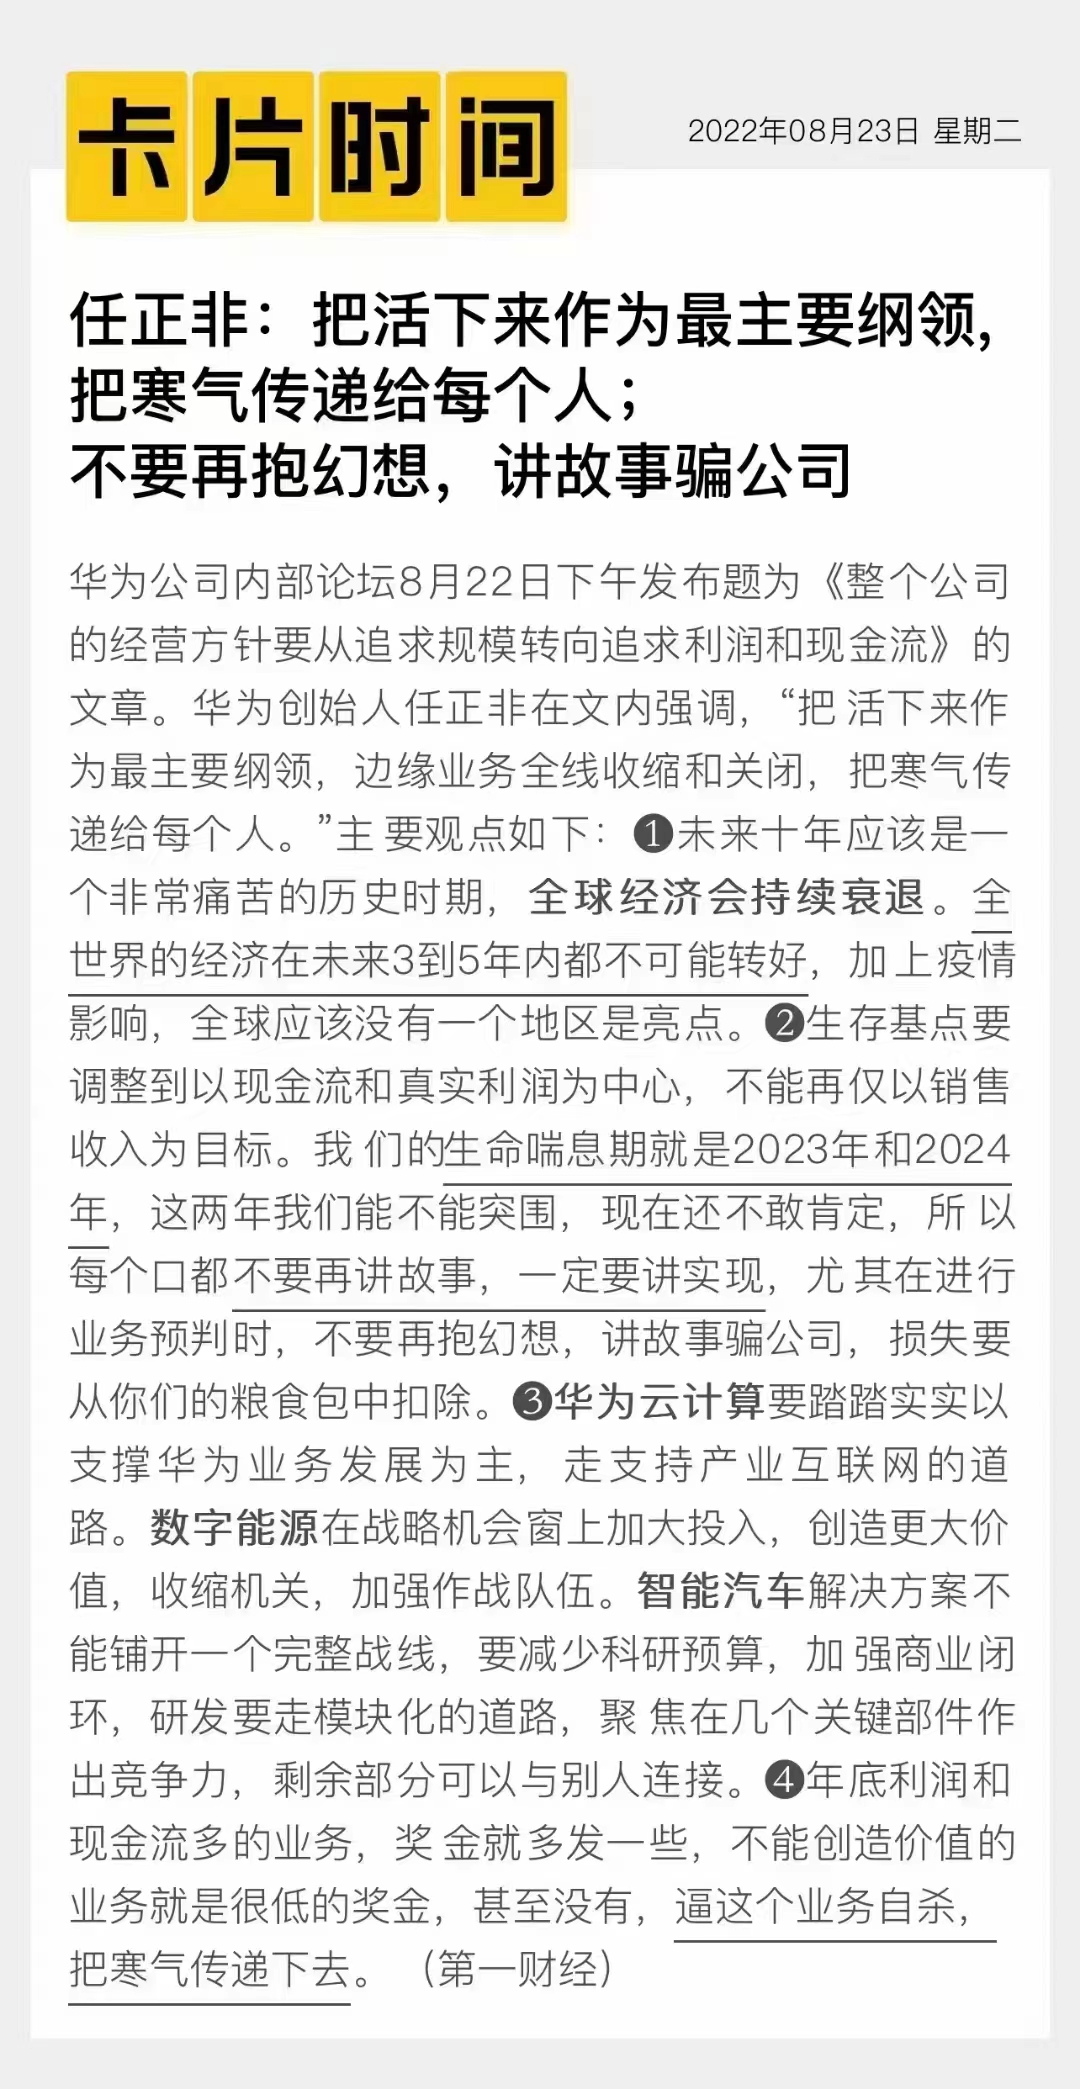 卡片时间
2022年08月23日 星期二
任正非：把活下来作为最主要纲领，
把寒气传递给每个人；
不要再抱幻想，讲故事骗公司
华为公司内部论坛8月22日下午发布题为《整个公司
的经营方针要从追求规模转向追求利润和现金流》的
文章。华为创始人任正非在文内强调，“把 活下来作
为最主要纲领，边缘业务全线收缩和关闭，把寒气传
递给每个人。”主 要观点如下：❶未来十年应该是一
个非常痛苦的历史时期，全球经济会持续衰退。全
世界的经济在未来3到5年内都不可能转好，加上疫情
影响，全球应该没有一个地区是亮点。❷生存基点要
调整到以现金流和真实利润为中心，不能再仅以销售
收入为目标。我 们的生命喘息期就是2023年和2024
年，这两年我们能不能突围，现在还不敢肯定，所 以
每个口都不要再讲故事，一定要讲实现，尤 其在进行
业务预判时，不要再抱幻想，讲故事骗公司，损失要
从你们的粮食包中扣除。❸华为云计算要踏踏实实以
支撑华为业务发展为主，走支持产业互联网的道
路。数字能源在战略机会窗上加大投入，创造更大价
值，收缩机关，加强作战队伍。智能汽车解决方案不
能铺开一个完整战线，要减少科研预算，加 强商业闭
环，研发要走模块化的道路，聚 焦在几个关键部件作
出竞争力，剩余部分可以与别人连接。❹年底利润和
现金流多的业务，奖 金就多发一些，不能创造价值的
业务就是很低的奖金，甚至没有，逼这个业务自杀，
把寒气传递下去。（第一财经）